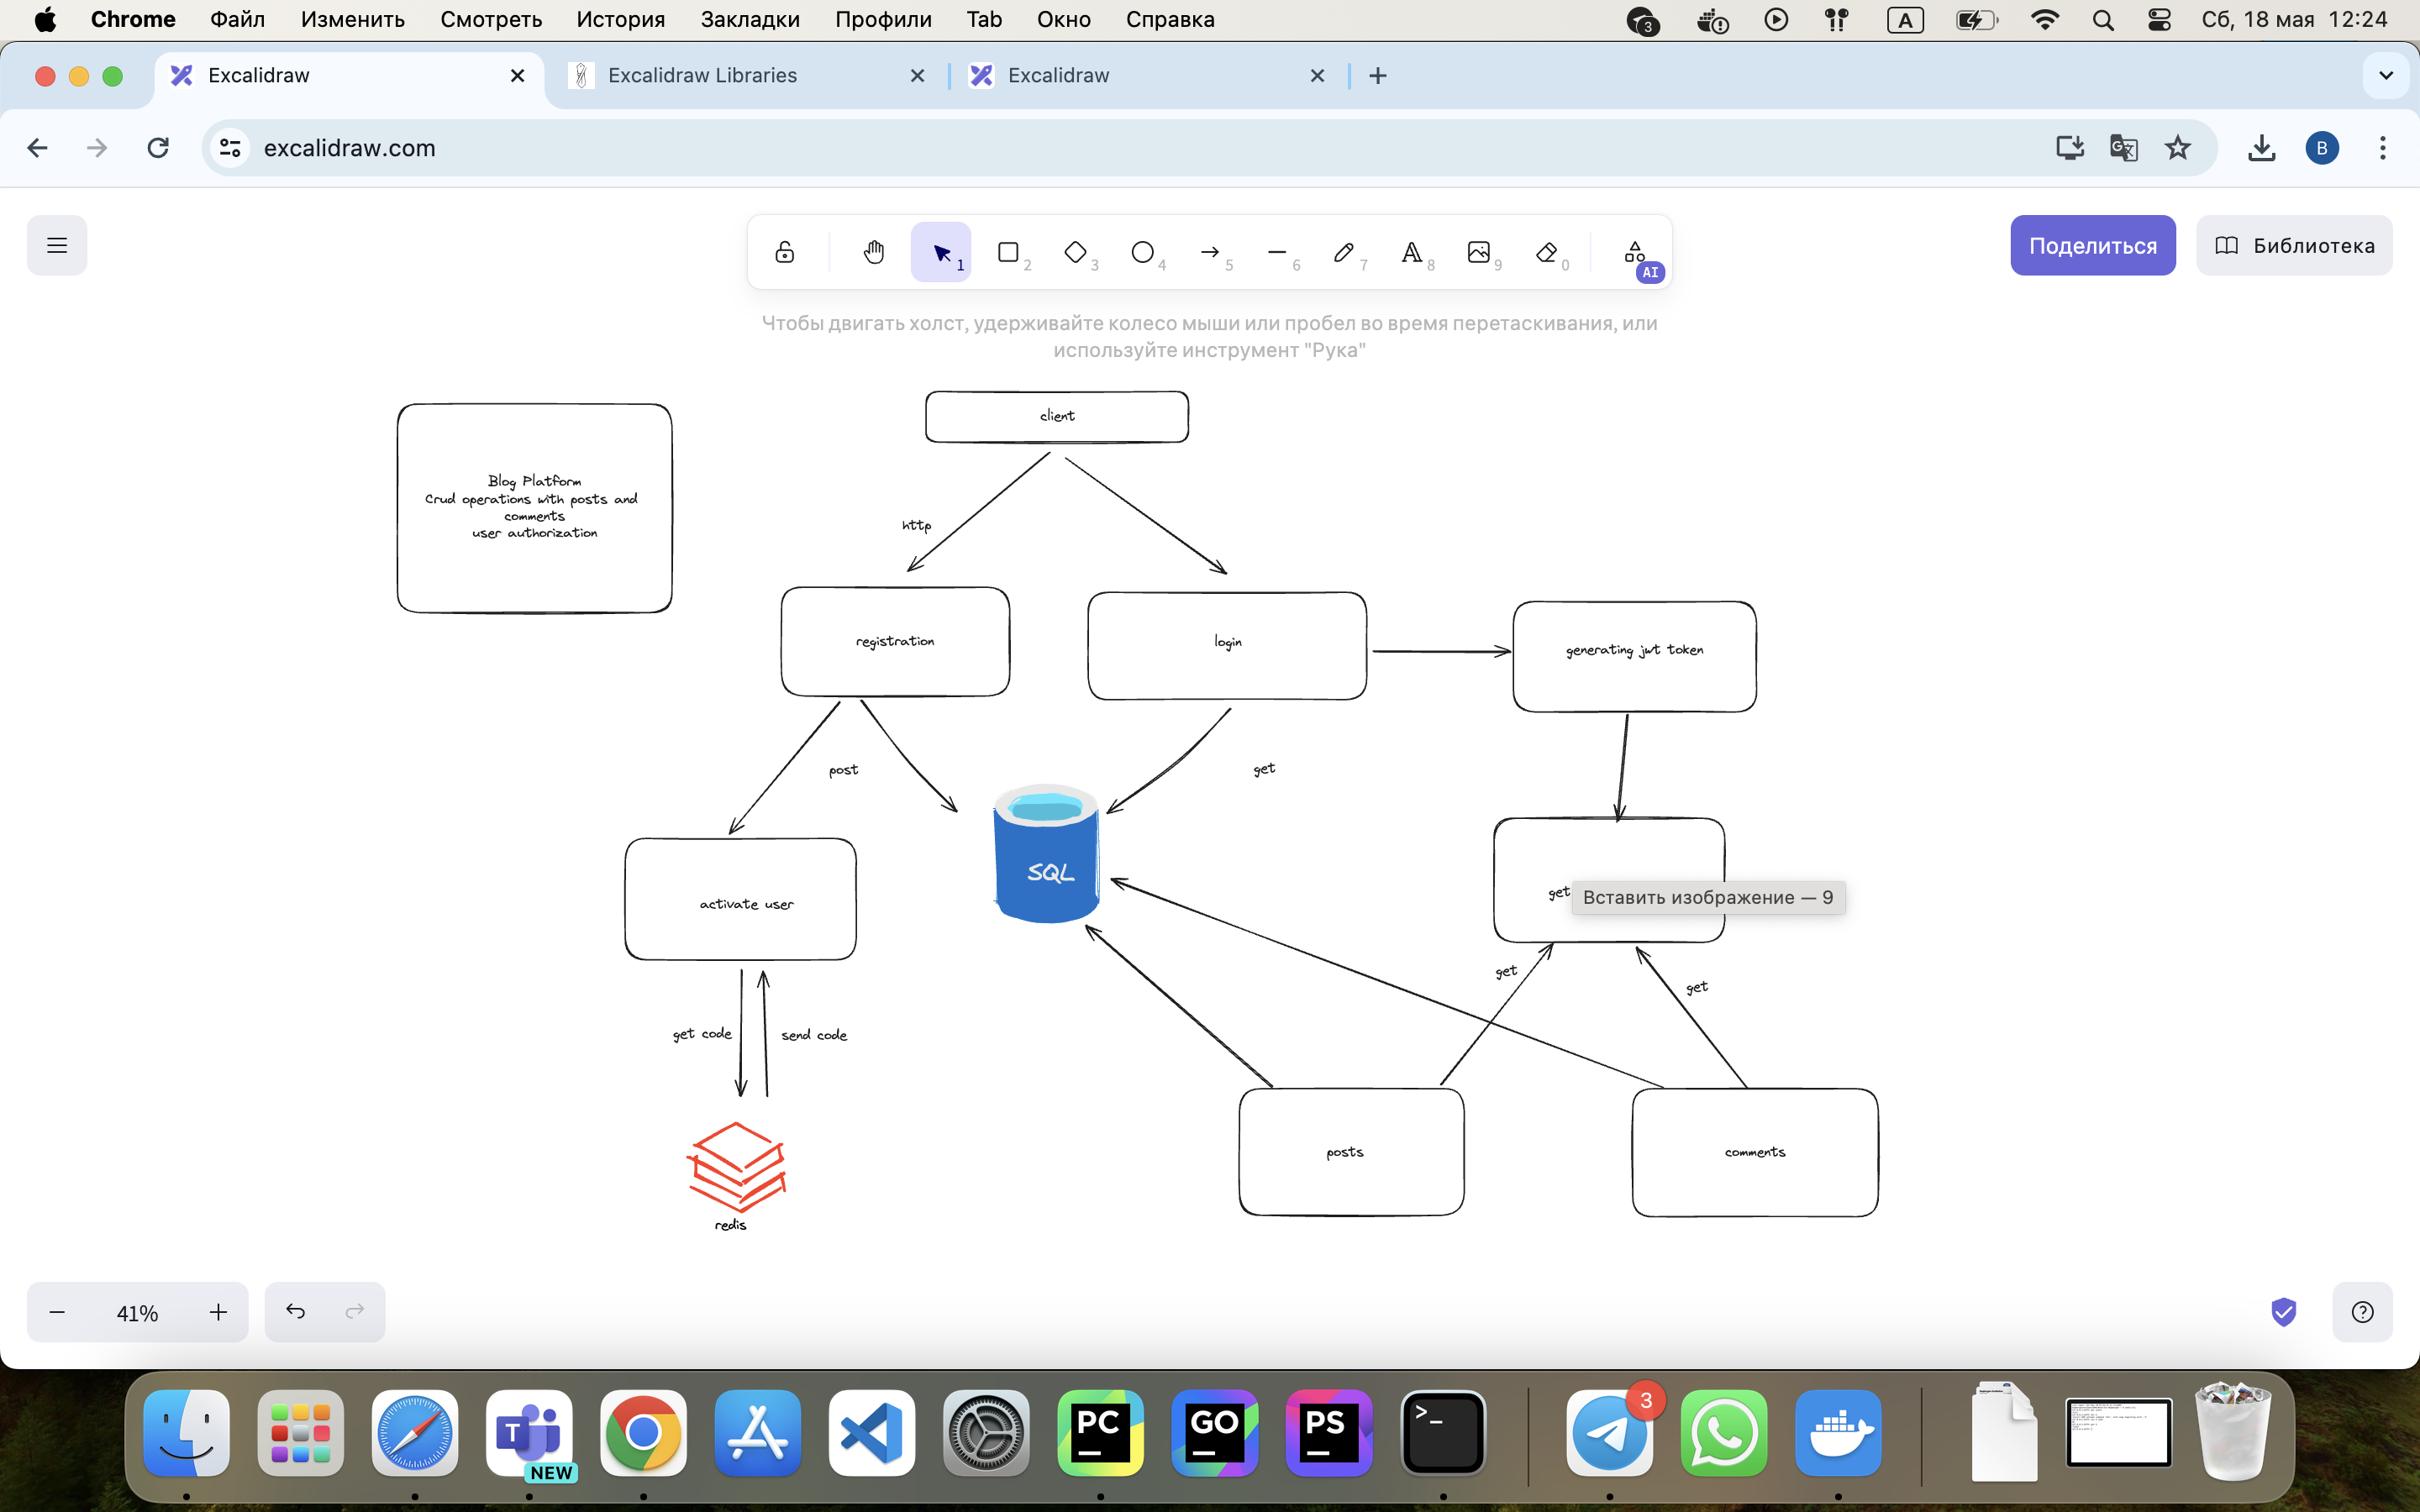 Chrome Файл Изменить Смотреть История Закладки Профили Tab Окно Справка 3 A Сб, 18 мая 12:24
Excalidraw Excalidraw Libraries Excalidraw
excalidraw.com B
1 2 3 4 5 6 7 8 9 0 AI
Поделиться Библиотека
Чтобы двигать холст, удерживайте колесо мыши или пробел во время перетаскивания, или
используйте инструмент "Рука"
client
Blog Platform
Crud operations with posts and
comments
user authorization
http
registration
login
generating jwt token
post
get
SQL
activate user
get
Вставить изображение — 9
get
get
get code
send code
posts
comments
redis
41%
T NEW PC GO PS >_ 3